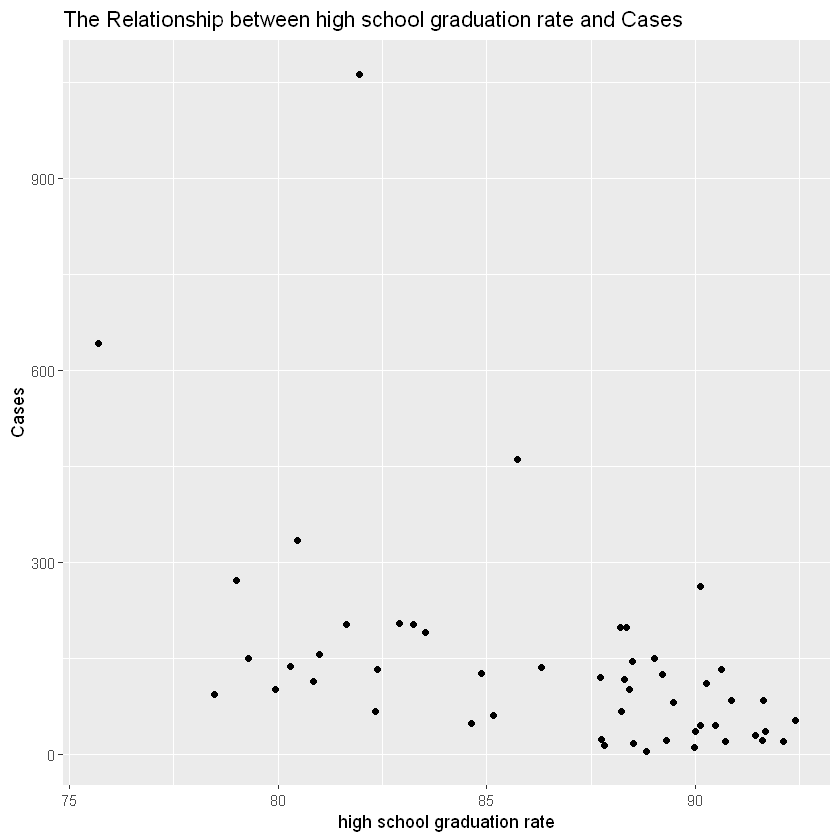 The Relationship between high school graduation rate and Cases
900
600
Cases
300
0
75 80 85 90
high school graduation rate